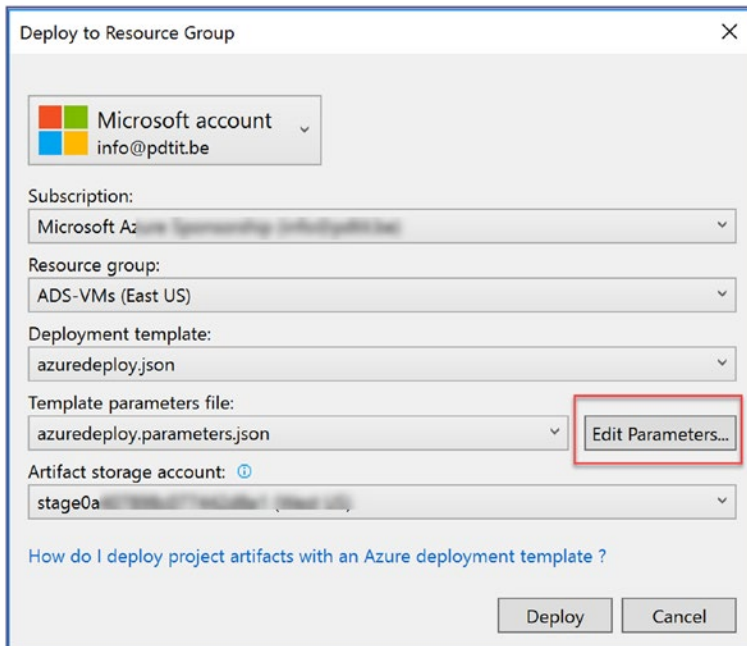 Deploy to Resource Group
Microsoft account
info@pdtit.be
Subscription:
Microsoft Az
Resource group:
ADS-VMs (East US)
Deployment template:
azuredeploy.json
Template parameters file:
azuredeploy.parameters.json
Edit Parameters...
Artifact storage account:
stage0a
How do I deploy project artifacts with an Azure deployment template ?
Deploy
Cancel